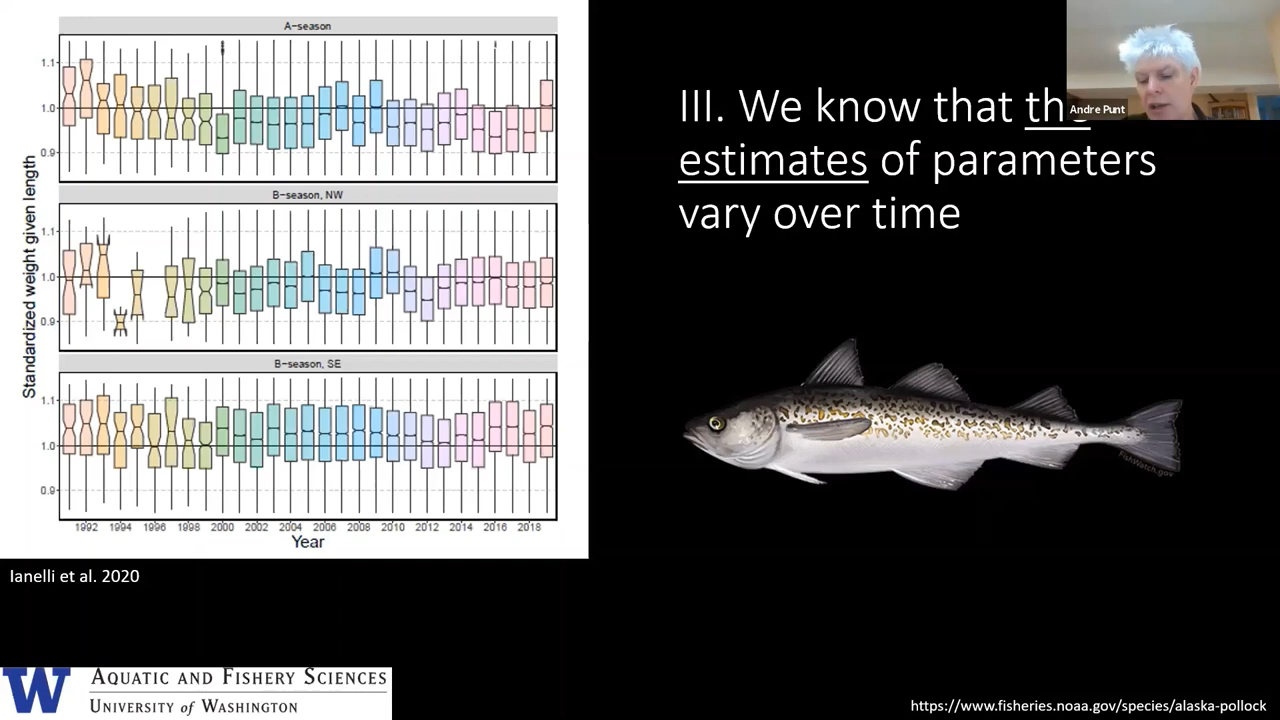 A−season
1.1
1.0
0.9
B−season, NW
1.1
1.0
0.9
B−season, SE
1.1
1.0
0.9
Standardized weight given length
1992 1994 1996 1998 2000 2002 2004 2006 2008 2010 2012 2014 2016 2018
Year
Ianelli et al. 2020
W
AQUATIC AND FISHERY SCIENCES
UNIVERSITY of WASHINGTON
Andre Punt
III. We know that the
estimates of parameters
vary over time
FishWatch.gov
https://www.fisheries.noaa.gov/species/alaska-pollock